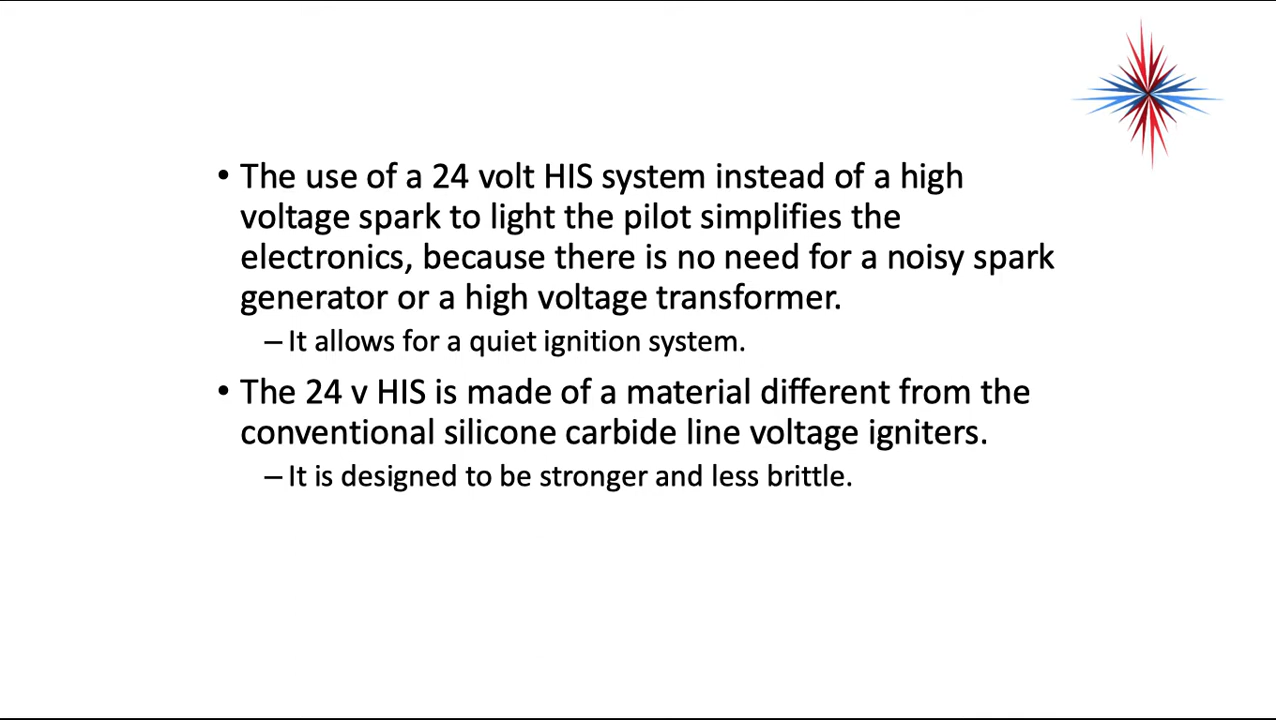 • The use of a 24 volt HIS system instead of a high
voltage spark to light the pilot simplifies the
electronics, because there is no need for a noisy spark
generator or a high voltage transformer.
– It allows for a quiet ignition system.
• The 24 v HIS is made of a material different from the
conventional silicone carbide line voltage igniters.
– It is designed to be stronger and less brittle.